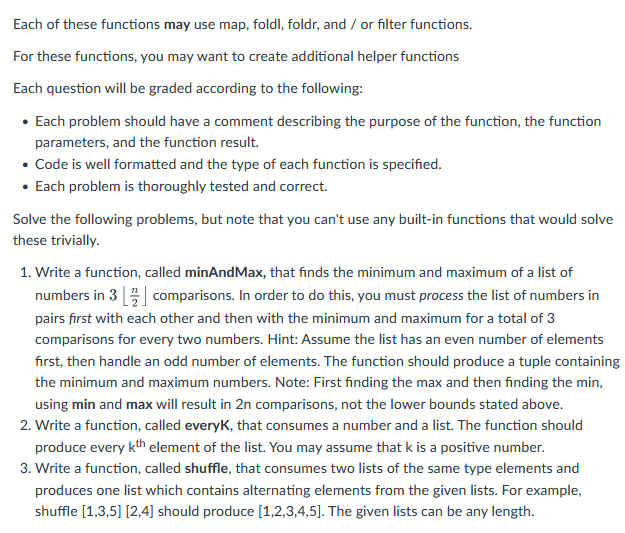 Each of these functions may use map, foldl, foldr, and / or filter functions.
For these functions, you may want to create additional helper functions
Each question will be graded according to the following:
• Each problem should have a comment describing the purpose of the function, the function
parameters, and the function result.
• Code is well formatted and the type of each function is specified.
• Each problem is thoroughly tested and correct.
Solve the following problems, but note that you can't use any built-in functions that would solve
these trivially.
1. Write a function, called minAndMax, that finds the minimum and maximum of a list of
numbers in 3 ⌊n/2⌋ comparisons. In order to do this, you must process the list of numbers in
pairs first with each other and then with the minimum and maximum for a total of 3
comparisons for every two numbers. Hint: Assume the list has an even number of elements
first, then handle an odd number of elements. The function should produce a tuple containing
the minimum and maximum numbers. Note: First finding the max and then finding the min,
using min and max will result in 2n comparisons, not the lower bounds stated above.
2. Write a function, called everyK, that consumes a number and a list. The function should
produce every kth element of the list. You may assume that k is a positive number.
3. Write a function, called shuffle, that consumes two lists of the same type elements and
produces one list which contains alternating elements from the given lists. For example,
shuffle [1,3,5] [2,4] should produce [1,2,3,4,5]. The given lists can be any length.